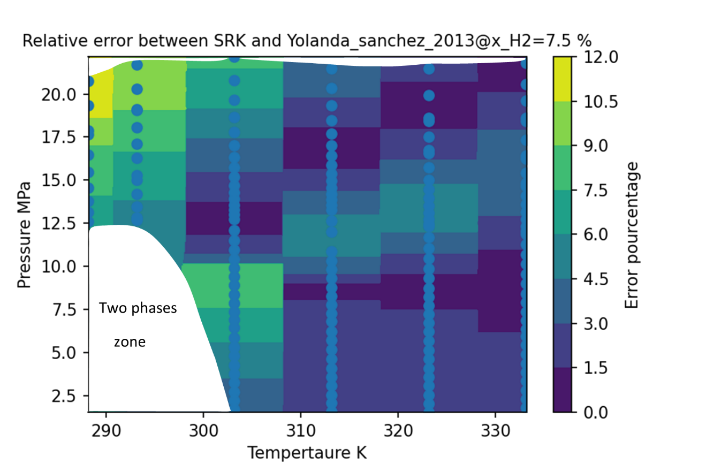 Relative error between SRK and Yolanda_sanchez_2013@x_H2=7.5 %
12.0
20.0
10.5
17.5
9.0
15.0
7.5
12.5
6.0
10.0
4.5
7.5
3.0
5.0
1.5
2.5
0.0
Pressure MPa
Error pourcentage
Two phases
zone
290 300 310 320 330
Tempertaure K